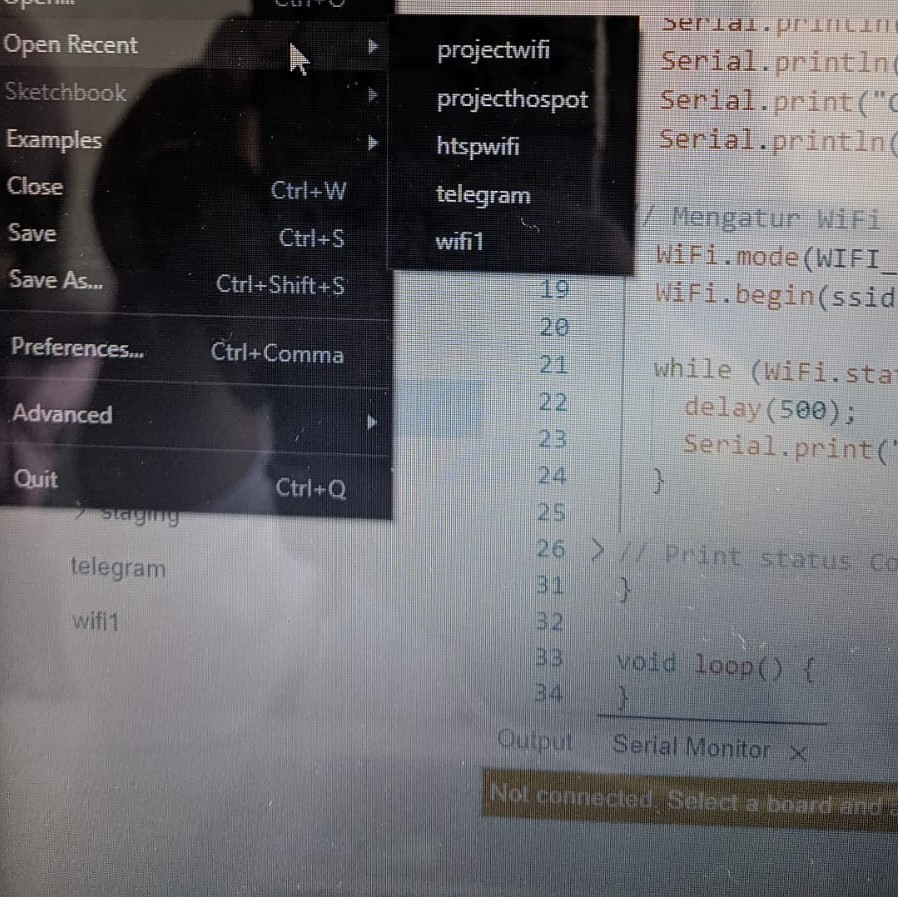 Open Recent
Sketchbook
Examples
Close Ctrl+W
Save Ctrl+S
Save As... Ctrl+Shift+S
Preferences... Ctrl+Comma
Advanced
Quit Ctrl+Q
projectwifi
projecthospot
htspwifi
telegram
wifi1
staging
telegram
wifi1
Serial.println(
Serial.println(
Serial.print("
Serial.println(
/ Mengatur WiFi
WiFi.mode(WIFI_
19 WiFi.begin(ssid
20
21 while (WiFi.sta
22 delay(500);
23 Serial.print(
24 }
25
26 > // Print status Co
31 }
32
33 void loop() {
34 }
Output Serial Monitor ×
Not connected. Select a board and a